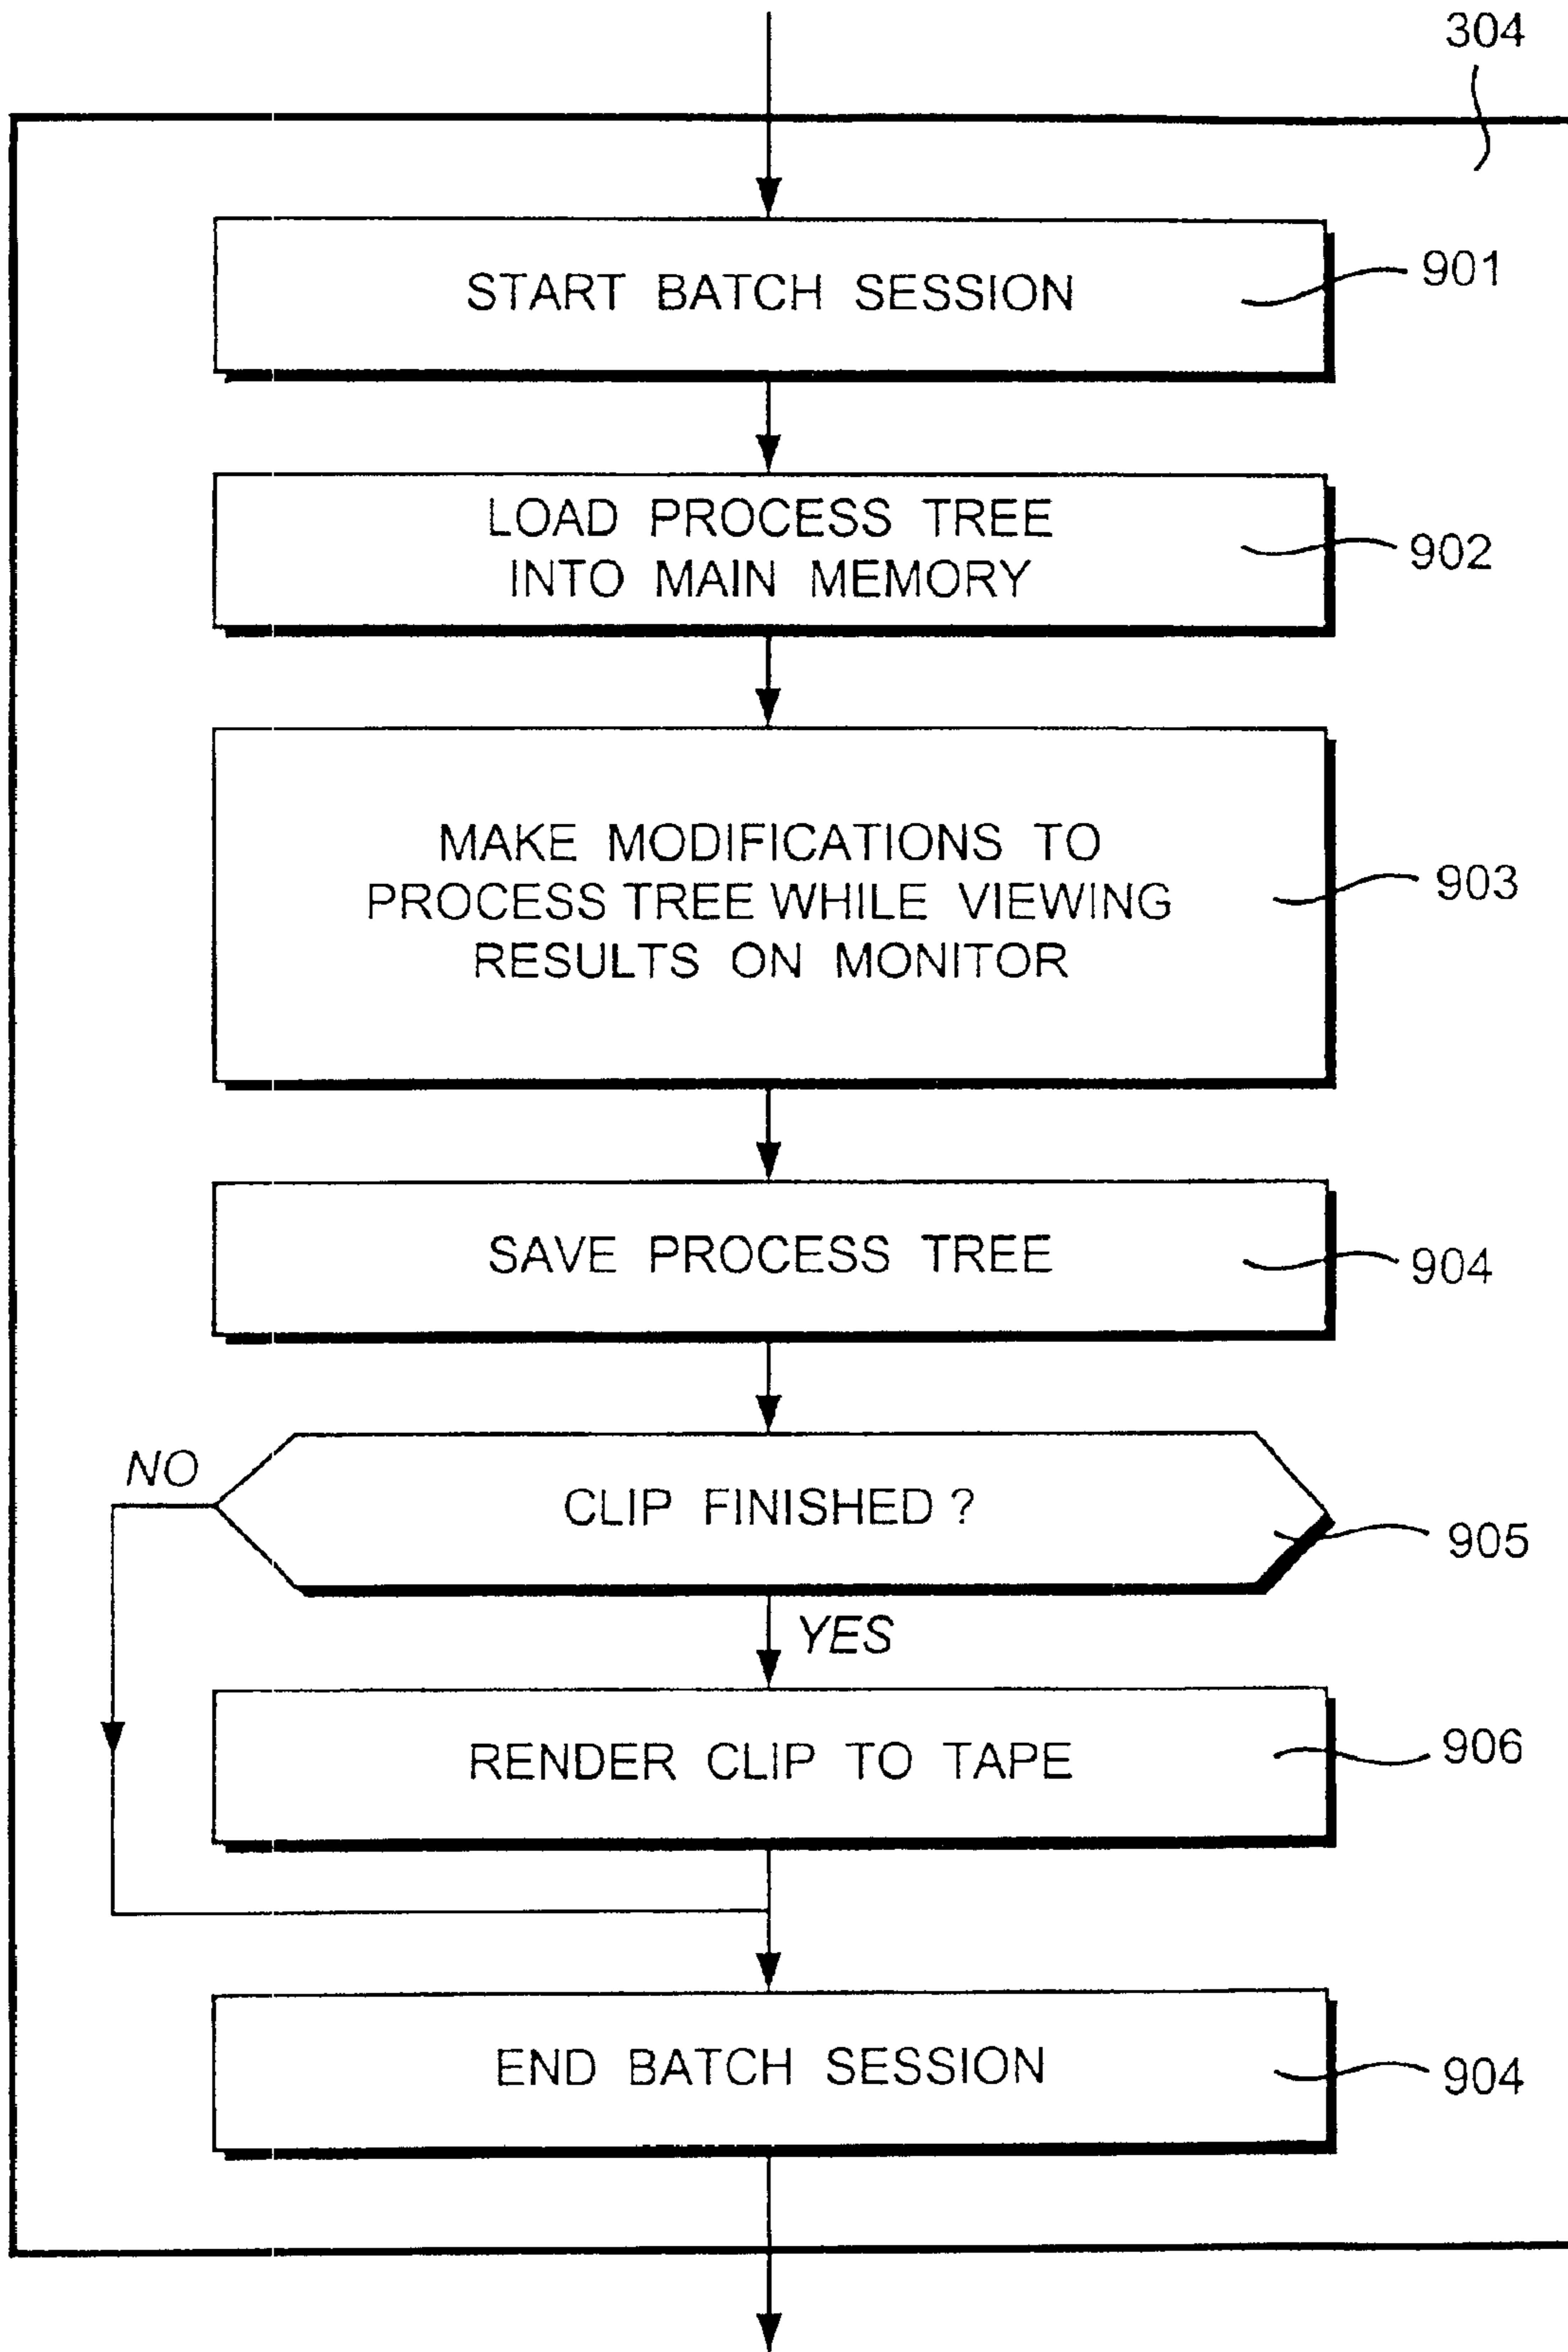 304
START BATCH SESSION
901
LOAD PROCESS TREE
INTO MAIN MEMORY
902
MAKE MODIFICATIONS TO
PROCESS TREE WHILE VIEWING
RESULTS ON MONITOR
903
SAVE PROCESS TREE
904
NO
CLIP FINISHED ?
905
YES
RENDER CLIP TO TAPE
906
END BATCH SESSION
904